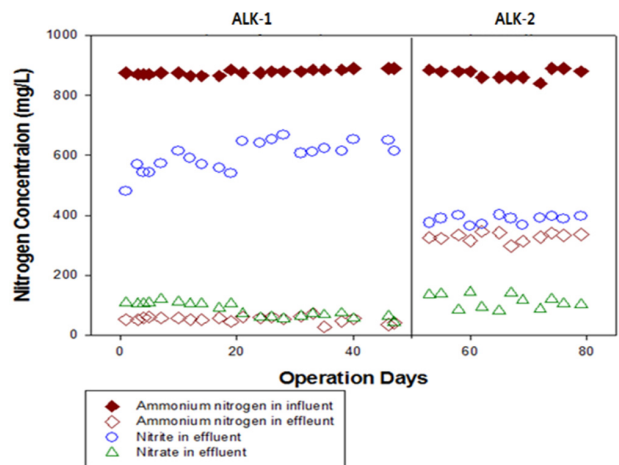 ALK-1 ALK-2
1000
800
600
400
200
0
Nitrogen Concentraion (mg/L)
0 20 40 60 80
Operation Days
Ammonium nitrogen in influent
Ammonium nitrogen in effleunt
Nitrite in effluent
Nitrate in effluent